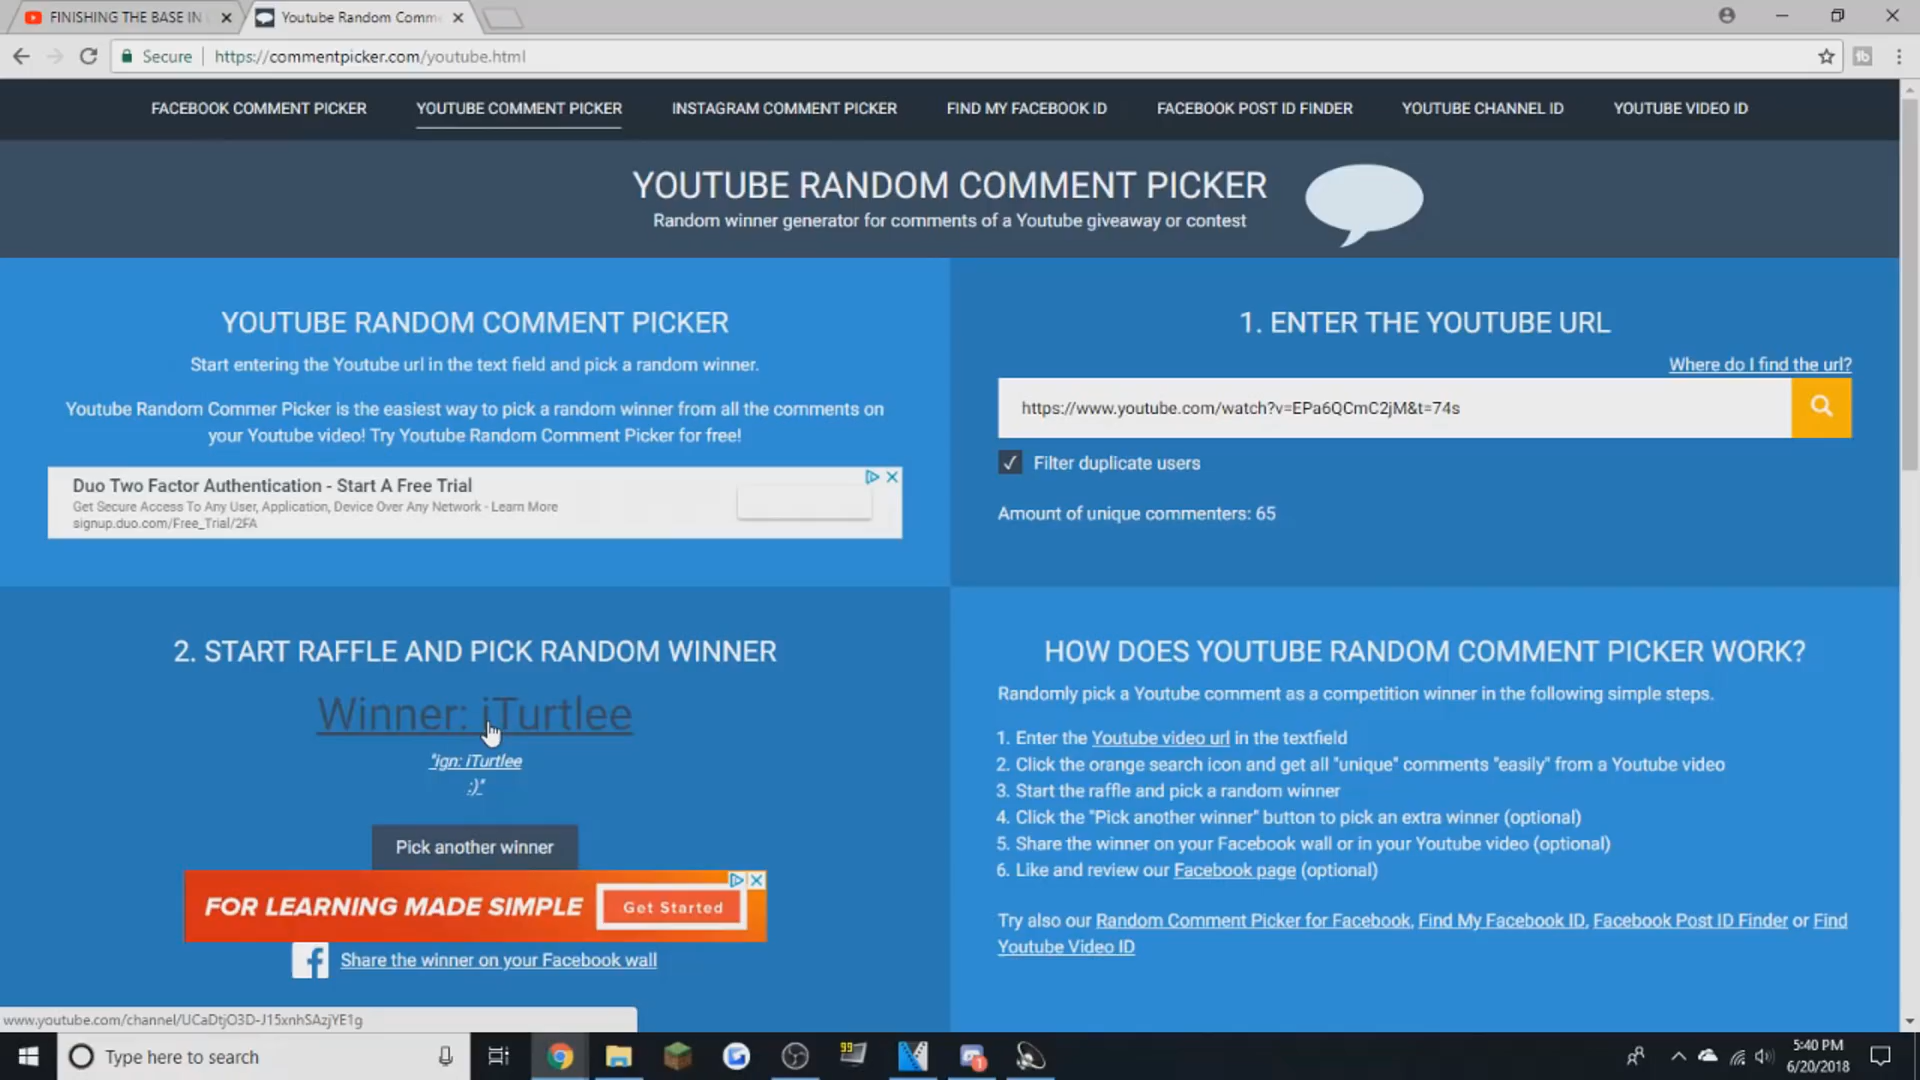 FINISHING THE BASE IN
Youtube Random Comm
Secure
https://commentpicker.com/youtube.html
FACEBOOK COMMENT PICKER
YOUTUBE COMMENT PICKER
INSTAGRAM COMMENT PICKER
FIND MY FACEBOOK ID
FACEBOOK POST ID FINDER
YOUTUBE CHANNEL ID
YOUTUBE VIDEO ID
YOUTUBE RANDOM COMMENT PICKER
Random winner generator for comments of a Youtube giveaway or contest
YOUTUBE RANDOM COMMENT PICKER
Start entering the Youtube url in the text field and pick a random winner.
Youtube Random Commer Picker is the easiest way to pick a random winner from all the comments on
your Youtube video! Try Youtube Random Comment Picker for free!
Duo Two Factor Authentication - Start A Free Trial
Get Secure Access To Any User, Application, Device Over Any Network - Learn More
signup.duo.com/Free_Trial/2FA
1. ENTER THE YOUTUBE URL
Where do I find the url?
https://www.youtube.com/watch?v=EPa6QCmC2jM&t=74s
Filter duplicate users
Amount of unique commenters: 65
2. START RAFFLE AND PICK RANDOM WINNER
Winner: iTurtlee
"ign: iTurtlee
:)"
Pick another winner
FOR LEARNING MADE SIMPLE
Get Started
Share the winner on your Facebook wall
HOW DOES YOUTUBE RANDOM COMMENT PICKER WORK?
Randomly pick a Youtube comment as a competition winner in the following simple steps.
1. Enter the Youtube video url in the textfield
2. Click the orange search icon and get all "unique" comments "easily" from a Youtube video
3. Start the raffle and pick a random winner
4. Click the "Pick another winner" button to pick an extra winner (optional)
5. Share the winner on your Facebook wall or in your Youtube video (optional)
6. Like and review our Facebook page (optional)
Try also our Random Comment Picker for Facebook, Find My Facebook ID, Facebook Post ID Finder or Find
Youtube Video ID
www.youtube.com/channel/UCaDtjO3D-J15xnhSAzjYE1g
Type here to search
99
1
5:40 PM
6/20/2018